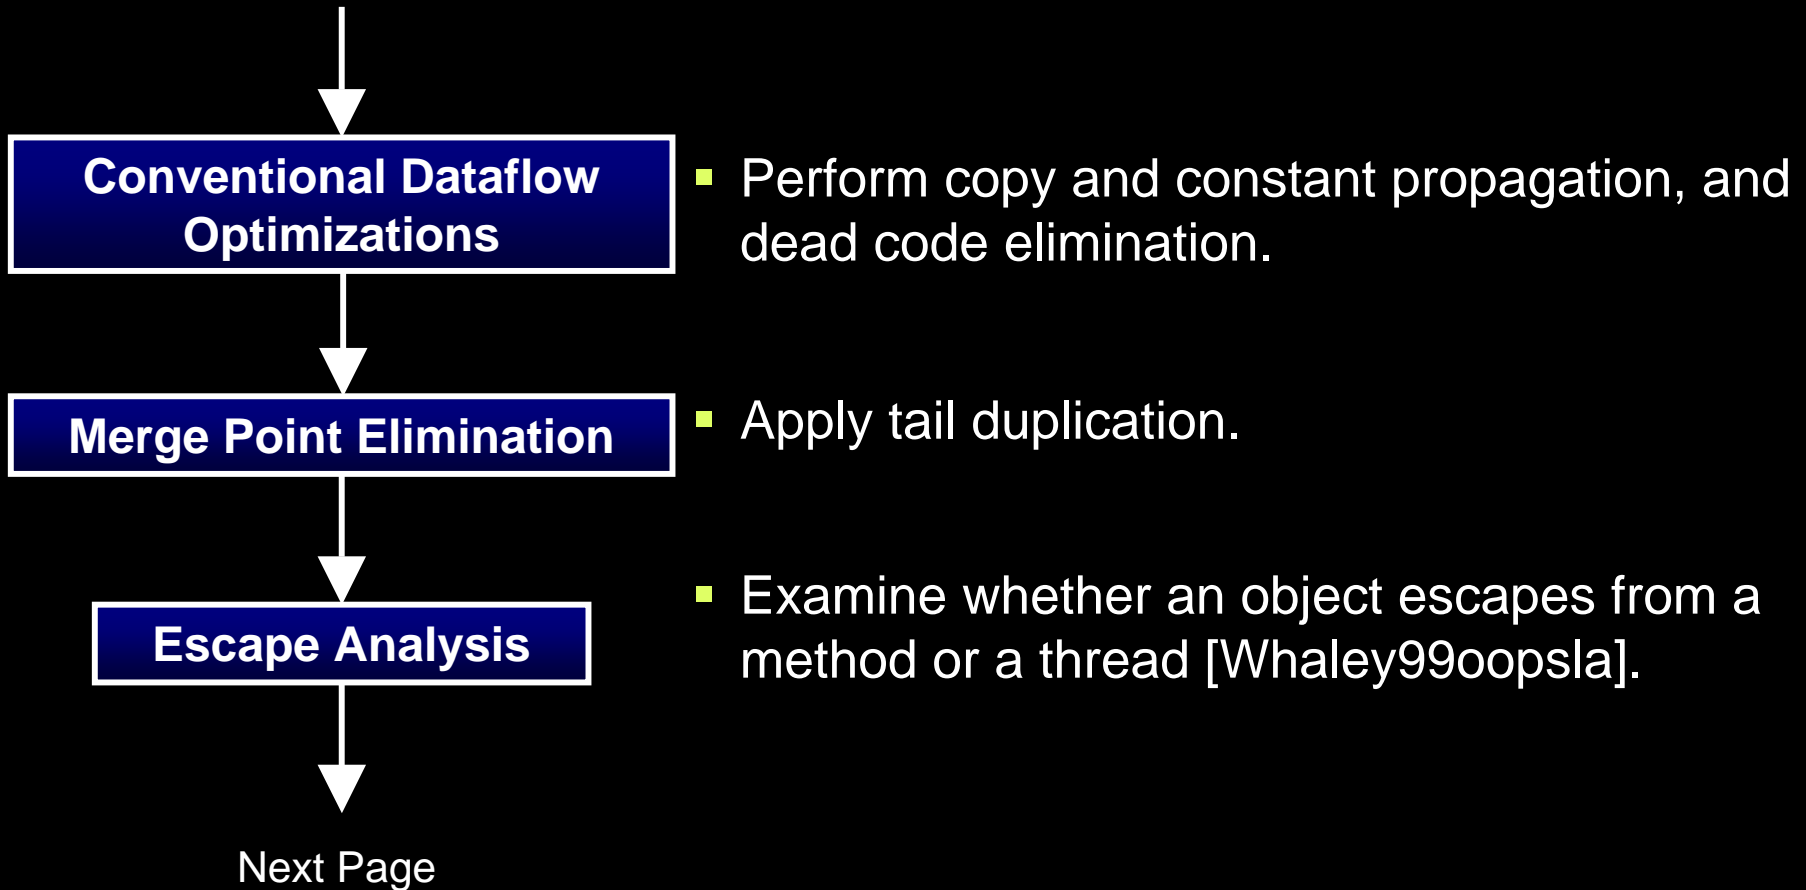 Conventional Dataflow
Optimizations
▪ Perform copy and constant propagation, and
dead code elimination.
Merge Point Elimination
▪ Apply tail duplication.
Escape Analysis
▪ Examine whether an object escapes from a
method or a thread [Whaley99oopsla].
Next Page